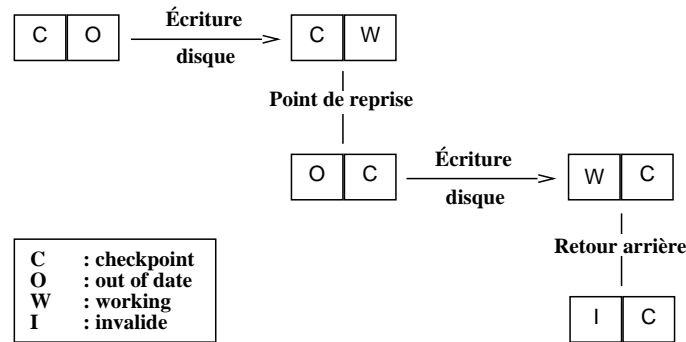 C O
Écriture
disque
C W
Point de reprise
O C
Écriture
disque
W C
Retour arrière
I C
C : checkpoint
O : out of date
W : working
I : invalide